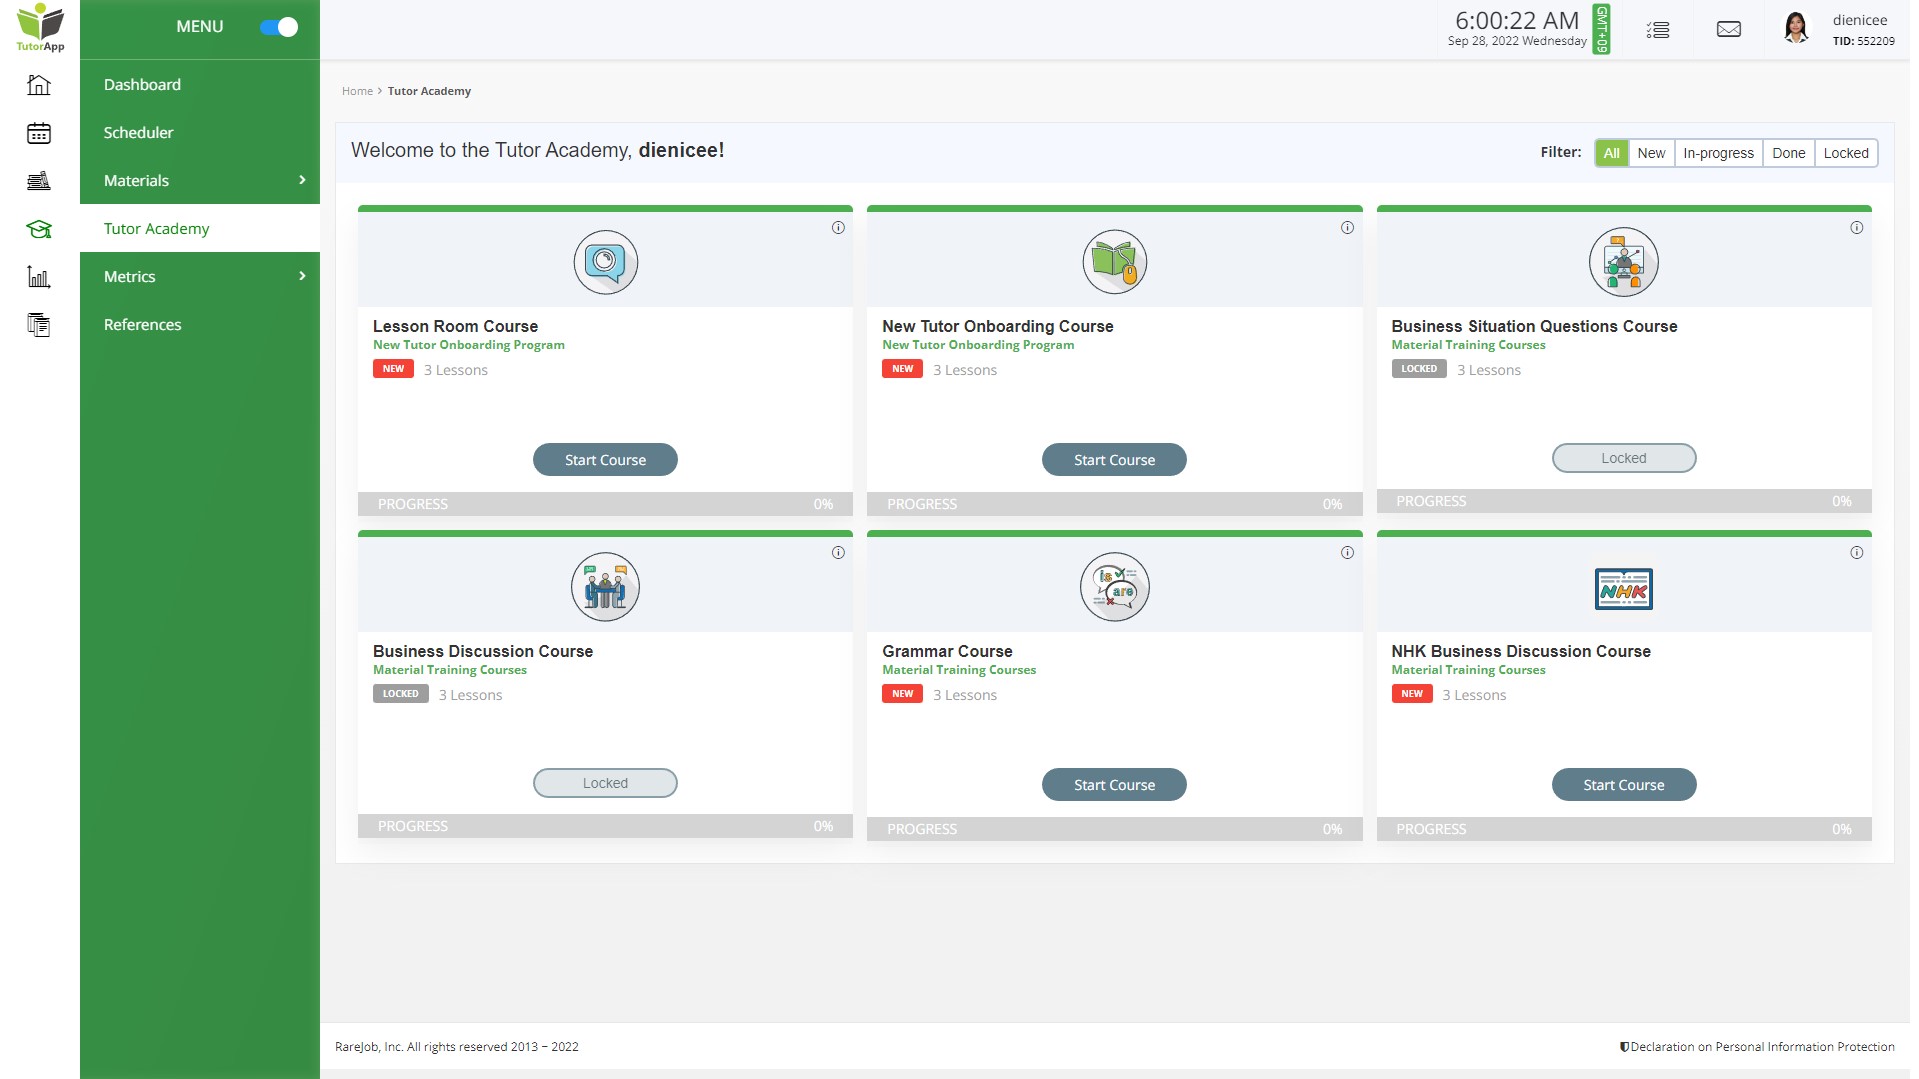 TutorApp
MENU
6:00:22 AM
Sep 28, 2022 Wednesday
GMT+09
dienicee
TID: 552209
Dashboard
Scheduler
Materials
Tutor Academy
Metrics
References
Home > Tutor Academy
Welcome to the Tutor Academy, dienicee!
Filter: All New In-progress Done Locked
Lesson Room Course
New Tutor Onboarding Program
NEW 3 Lessons
Start Course
PROGRESS 0%
New Tutor Onboarding Course
New Tutor Onboarding Program
NEW 3 Lessons
Start Course
PROGRESS 0%
Business Situation Questions Course
Material Training Courses
LOCKED 3 Lessons
Locked
PROGRESS 0%
Business Discussion Course
Material Training Courses
LOCKED 3 Lessons
Locked
PROGRESS 0%
is
are
Grammar Course
Material Training Courses
NEW 3 Lessons
Start Course
PROGRESS 0%
NHK
NHK Business Discussion Course
Material Training Courses
NEW 3 Lessons
Start Course
PROGRESS 0%
RareJob, Inc. All rights reserved 2013 − 2022
Declaration on Personal Information Protection